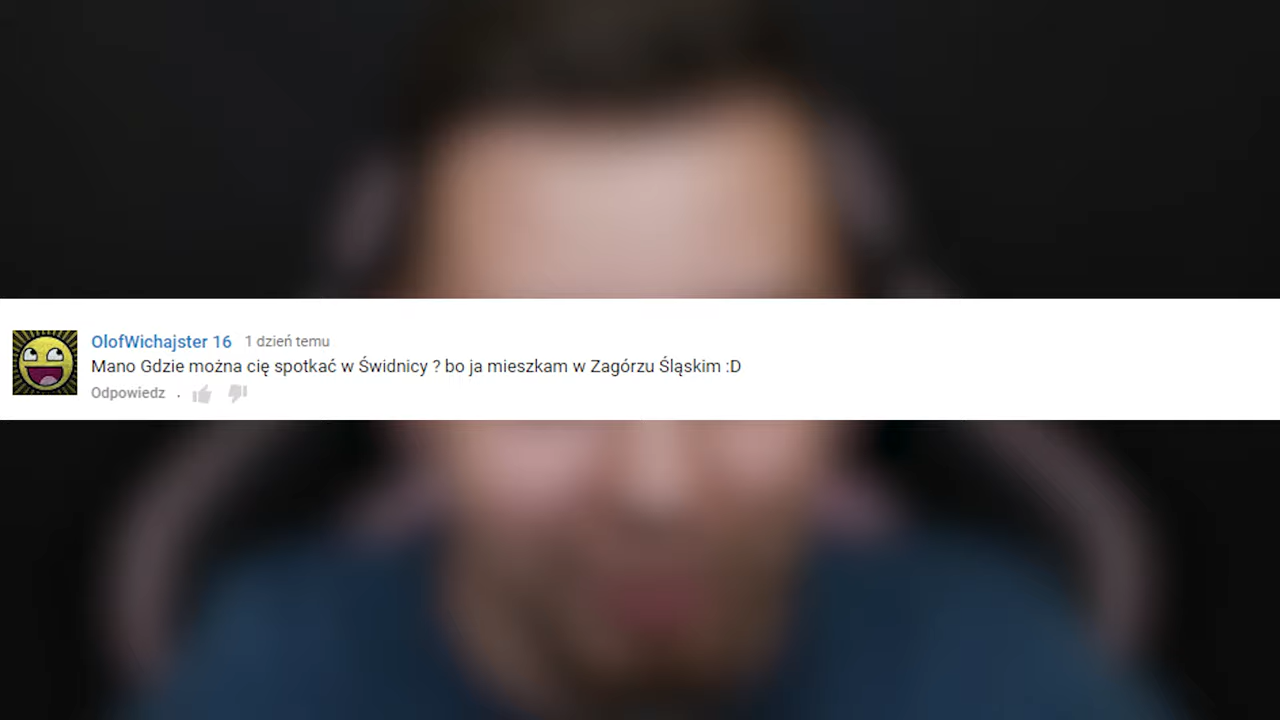 OlofWichajster 16 1 dzień temu
Mano Gdzie można cię spotkać w Świdnicy ? bo ja mieszkam w Zagórzu Śląskim :D
Odpowiedz .